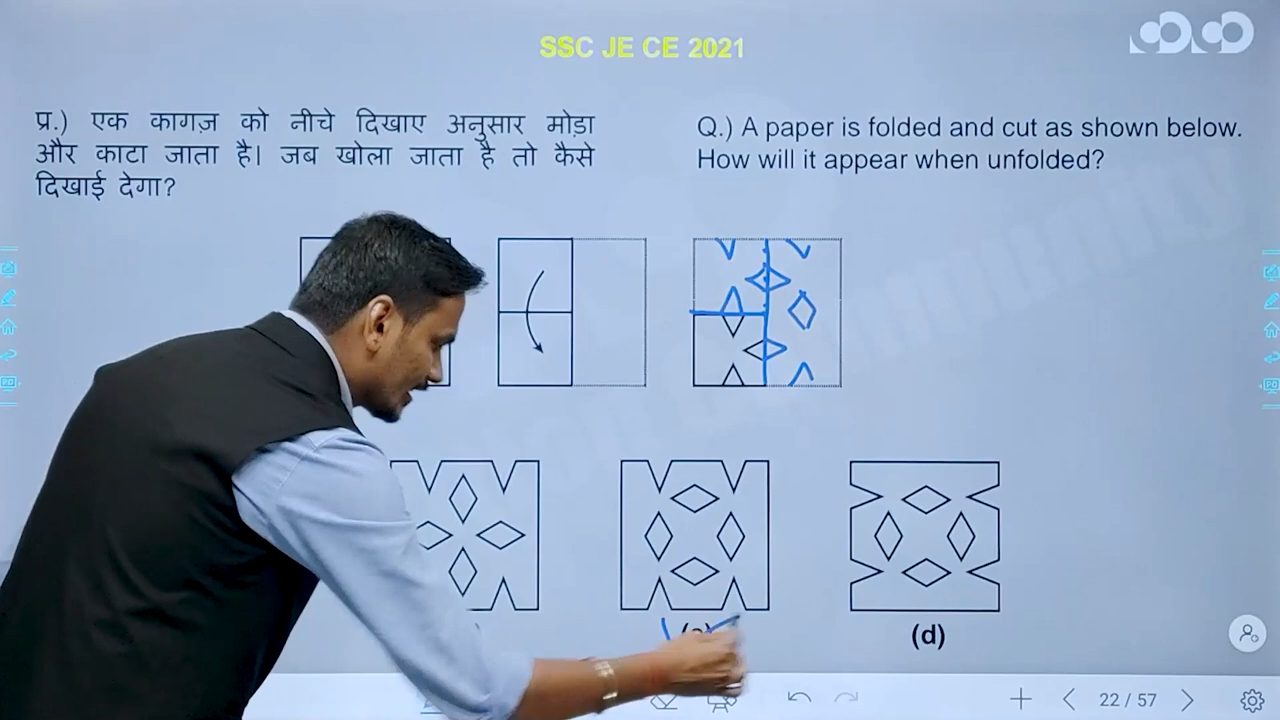 SSC JE CE 2021
प्र.) एक कागज़ को नीचे दिखाए अनुसार मोड़ा
और काटा जाता है। जब खोला जाता है तो कैसे
दिखाई देगा?
Q.) A paper is folded and cut as shown below.
How will it appear when unfolded?
(d)
22 / 57